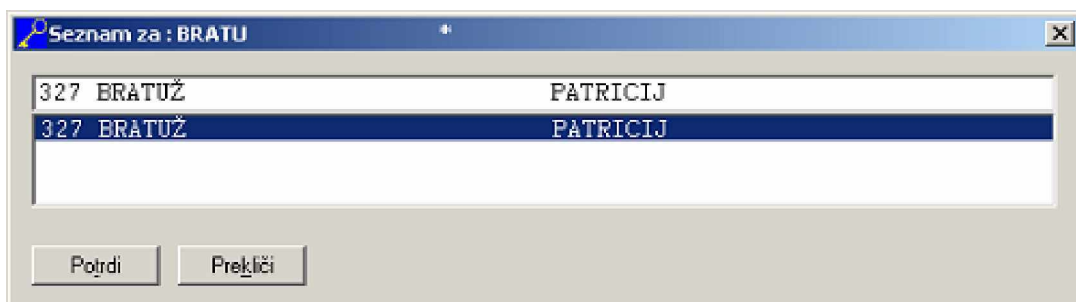 Seznam za : BRATU *
327 BRATUŽ PATRICIJ
327 BRATUŽ PATRICIJ
Potrdi Prekliči